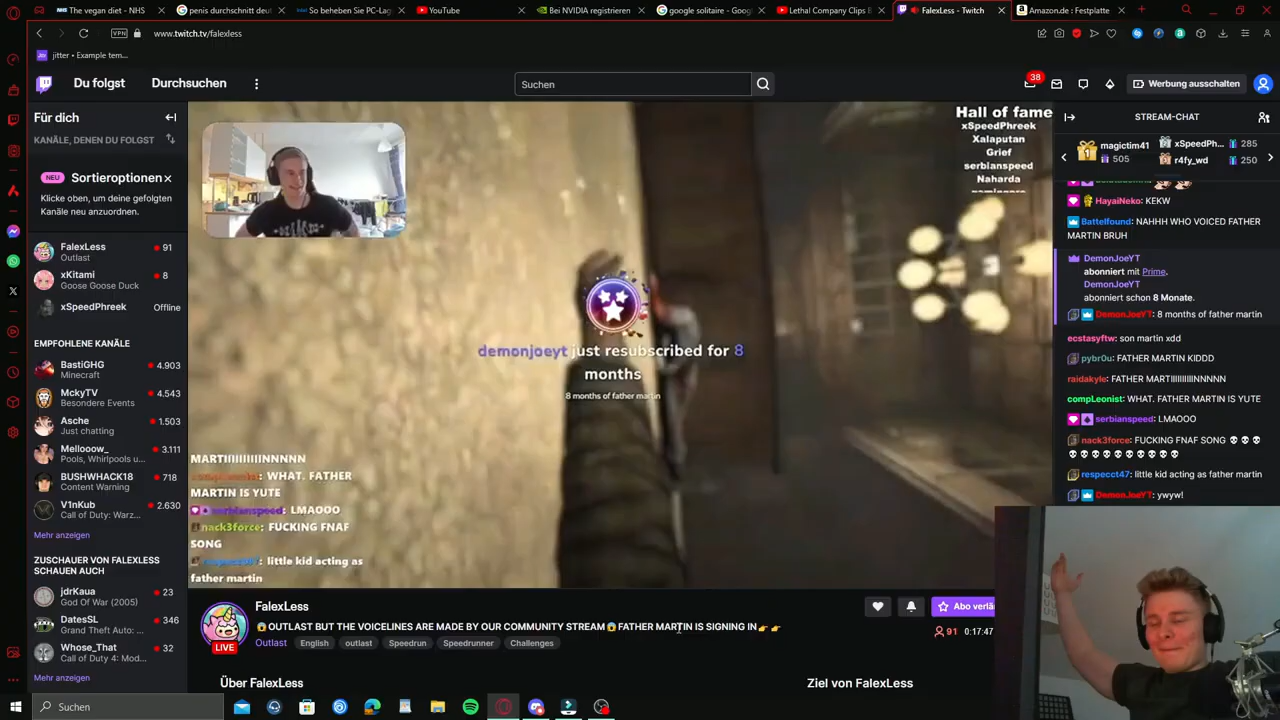 The vegan diet - NHS
penis durchschnitt deut
So beheben Sie PC-Lag
YouTube
Bei NVIDIA registrieren
google solitaire - Googl
Lethal Company Clips B
FalexLess - Twitch
Amazon.de : Festplatte
VPN
www.twitch.tv/falexless
jitter • Example tem...
Du folgst
Durchsuchen
Suchen
38
Werbung ausschalten
Für dich
KANÄLE, DENEN DU FOLGST
NEU
Sortieroptionen
Klicke oben, um deine gefolgten
Kanäle neu anzuordnen.
FalexLess
91
Outlast
xKitami
8
Goose Goose Duck
xSpeedPhreek
Offline
EMPFOHLENE KANÄLE
BastiGHG
4.903
Minecraft
MckyTV
4.543
Besondere Events
Asche
1.503
Just chatting
Mellooow_
3.111
Pools, Whirlpools u...
BUSHWHACK18
718
Content Warning
V1nKub
2.630
Call of Duty: Warz...
Mehr anzeigen
ZUSCHAUER VON FALEXLESS
SCHAUEN AUCH
jdrKaua
23
God Of War (2005)
DatesSL
346
Grand Theft Auto: ...
Whose_That
32
Call of Duty 4: Mod...
Mehr anzeigen
Hall of fame
xSpeedPhreek
Xalaputan
Grief
serbianspeed
Naharda
demonjoeyt just resubscribed for 8
months
8 months of father martin
MARTIIIIIIIIIINNNNN
WHAT. FATHER
MARTIN IS YUTE
serbianspeed: LMAOOO
nack3force: FUCKING FNAF
SONG
little kid acting as
father martin
STREAM-CHAT
magictim41
505
xSpeedPh...
285
r4fy_wd
250
HayaiNeko: KEKW
Battelfound: NAHHH WHO VOICED FATHER
MARTIN BRUH
DemonJoeYT
abonniert mit Prime.
DemonJoeYT
abonniert schon 8 Monate.
DemonJoeYT: 8 months of father martin
ecstasyftw: son martin xdd
pybr0u: FATHER MARTIN KIDDD
raidakyle: FATHER MARTIIIIIIIIIINNNNN
compLeonist: WHAT. FATHER MARTIN IS YUTE
serbianspeed: LMAOOO
nack3force: FUCKING FNAF SONG 💀 💀 💀
💀 💀 💀 💀 💀 💀 💀 💀 💀 💀
respecct47: little kid acting as father martin
DemonJoeYT: ywyw!
LIVE
FalexLess
😱OUTLAST BUT THE VOICELINES ARE MADE BY OUR COMMUNITY STREAM😱FATHER MARTIN IS SIGNING IN👉 👉
Outlast
English
outlast
Speedrun
Speedrunner
Challenges
Abo verlä
91
0:17:47
Über FalexLess
Ziel von FalexLess
Suchen